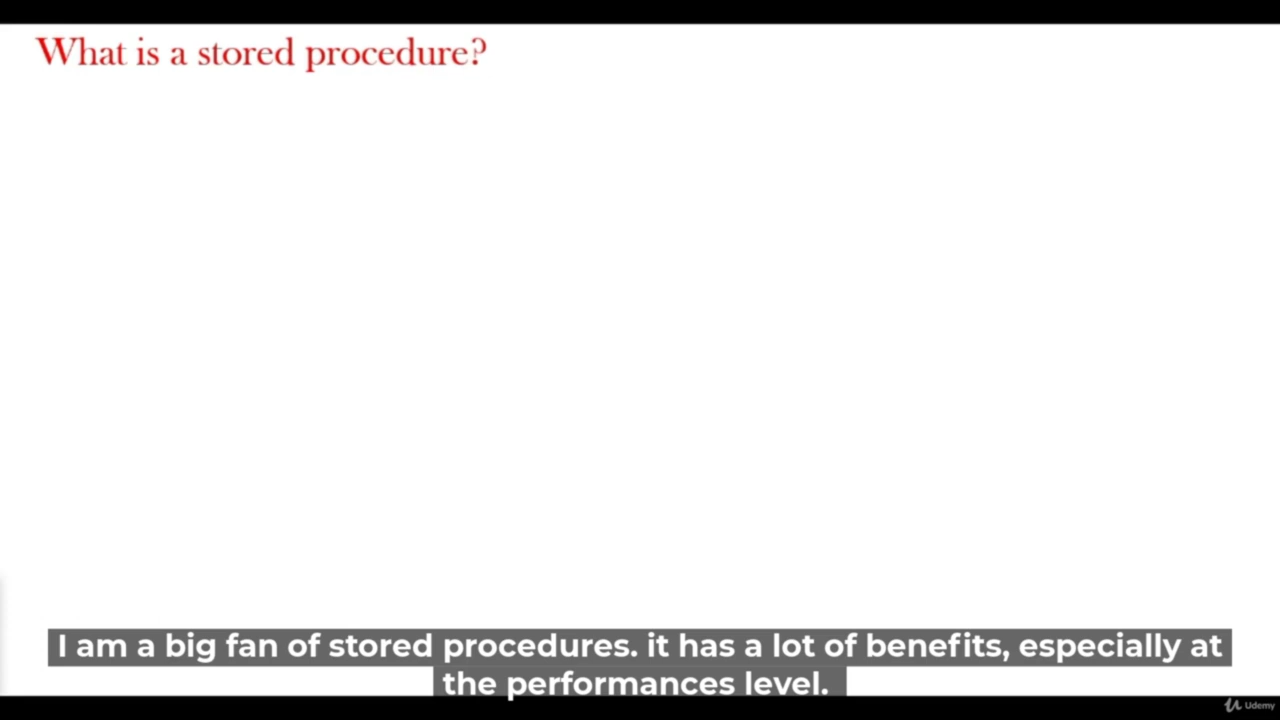 What is a stored procedure?
I am a big fan of stored procedures. it has a lot of benefits, especially at
the performances level.
Udemy